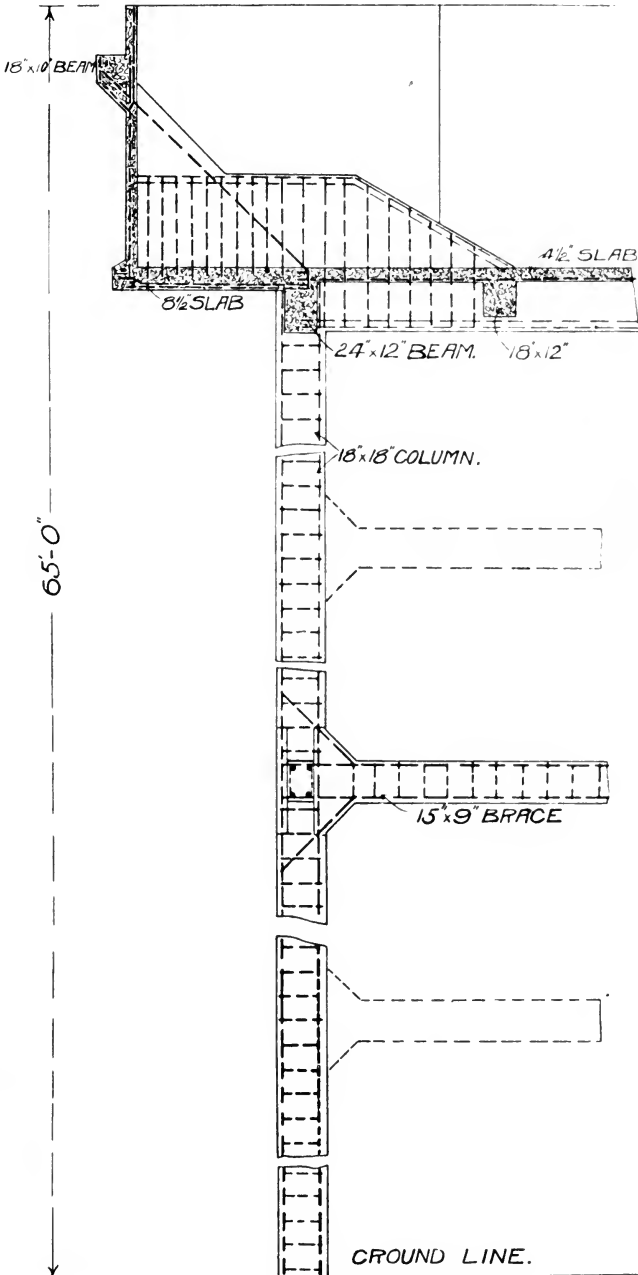 18"x10" BEAM
4½" SLAB
8½" SLAB
24"x12" BEAM.
18"x12"
18"x18" COLUMN.
65'-0"
15"x9" BRACE
GROUND LINE.